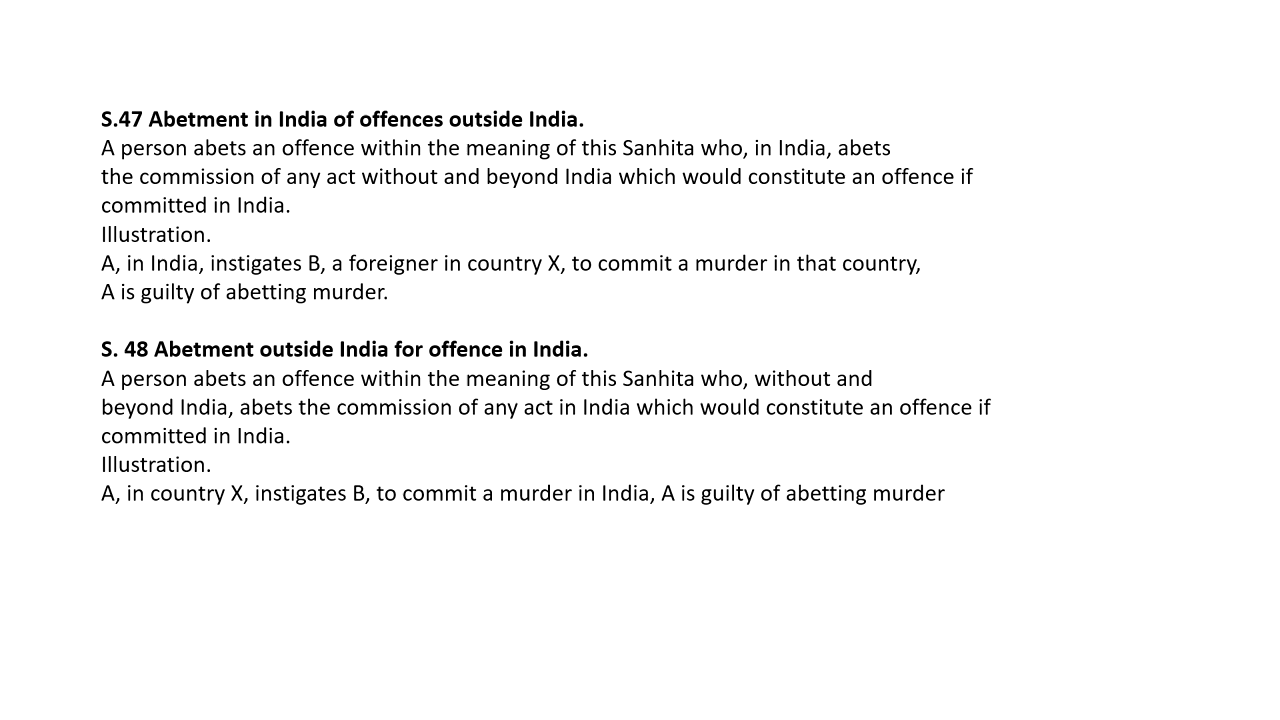 S.47 Abetment in India of offences outside India.
A person abets an offence within the meaning of this Sanhita who, in India, abets
the commission of any act without and beyond India which would constitute an offence if
committed in India.
Illustration.
A, in India, instigates B, a foreigner in country X, to commit a murder in that country,
A is guilty of abetting murder.
S. 48 Abetment outside India for offence in India.
A person abets an offence within the meaning of this Sanhita who, without and
beyond India, abets the commission of any act in India which would constitute an offence if
committed in India.
Illustration.
A, in country X, instigates B, to commit a murder in India, A is guilty of abetting murder